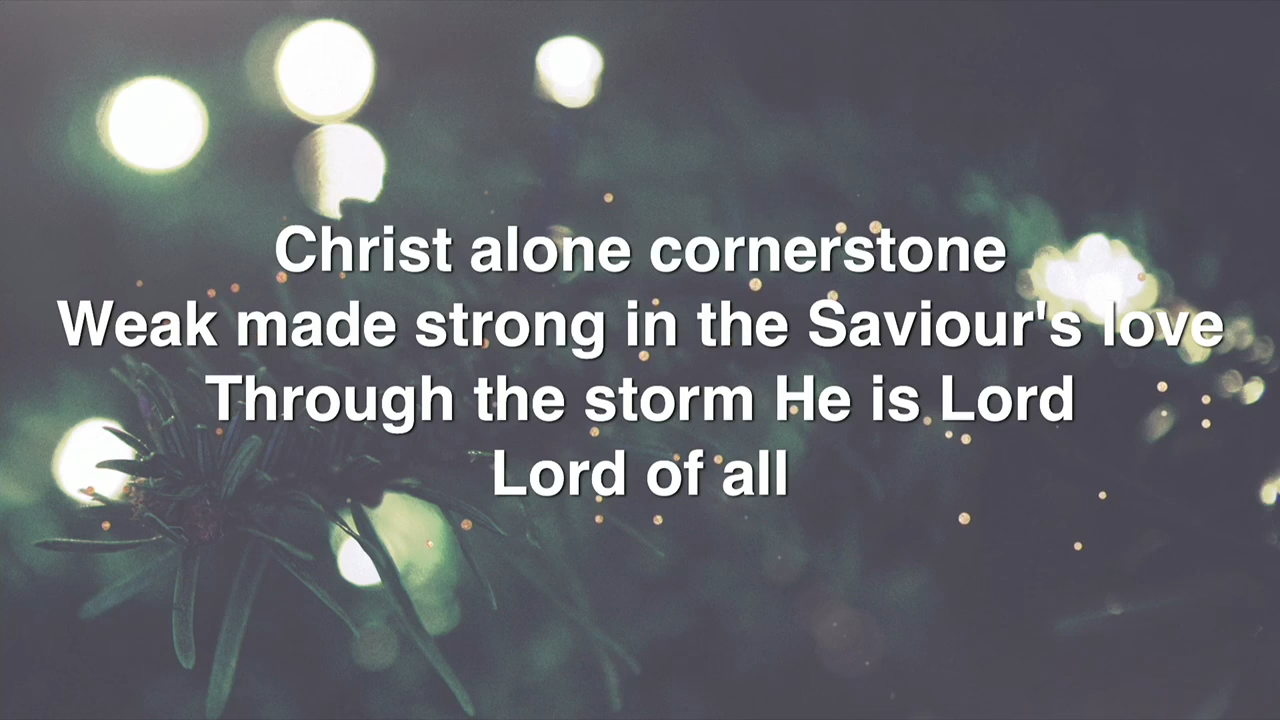 Christ alone cornerstone
Weak made strong in the Saviour's love
Through the storm He is Lord
Lord of all